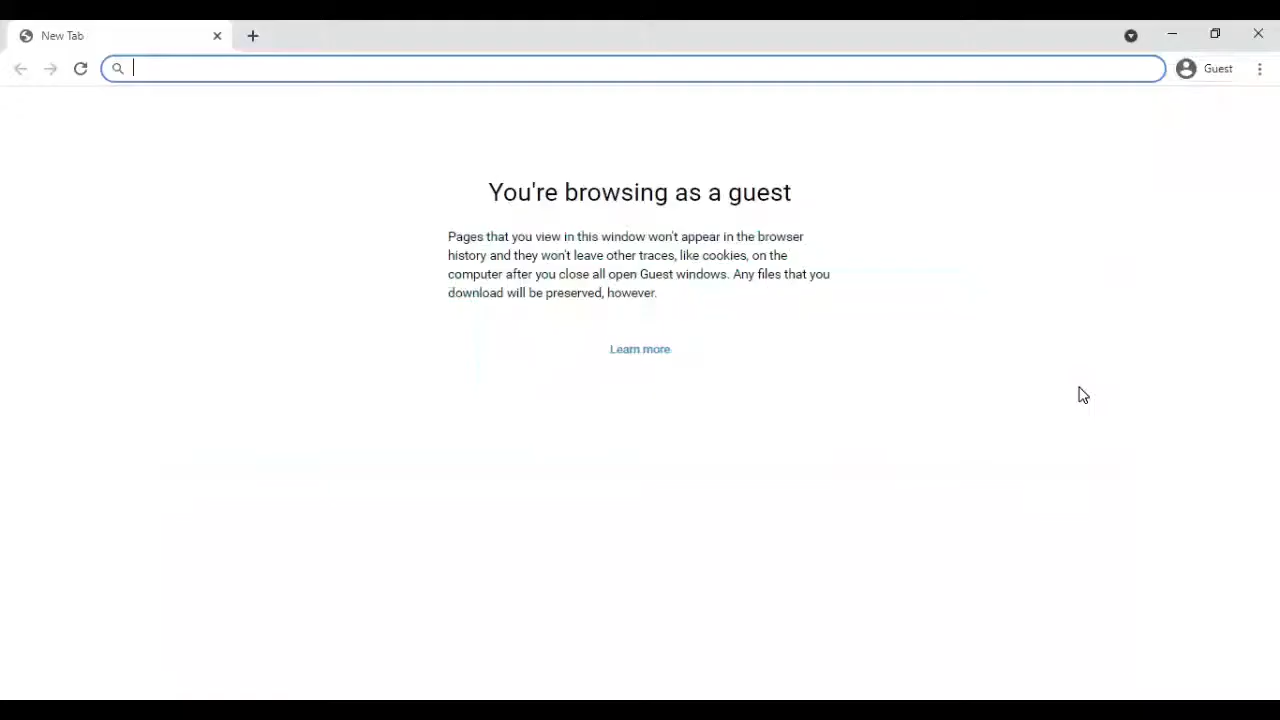 New Tab
Guest
You're browsing as a guest
Pages that you view in this window won't appear in the browser
history and they won't leave other traces, like cookies, on the
computer after you close all open Guest windows. Any files that you
download will be preserved, however.
Learn more